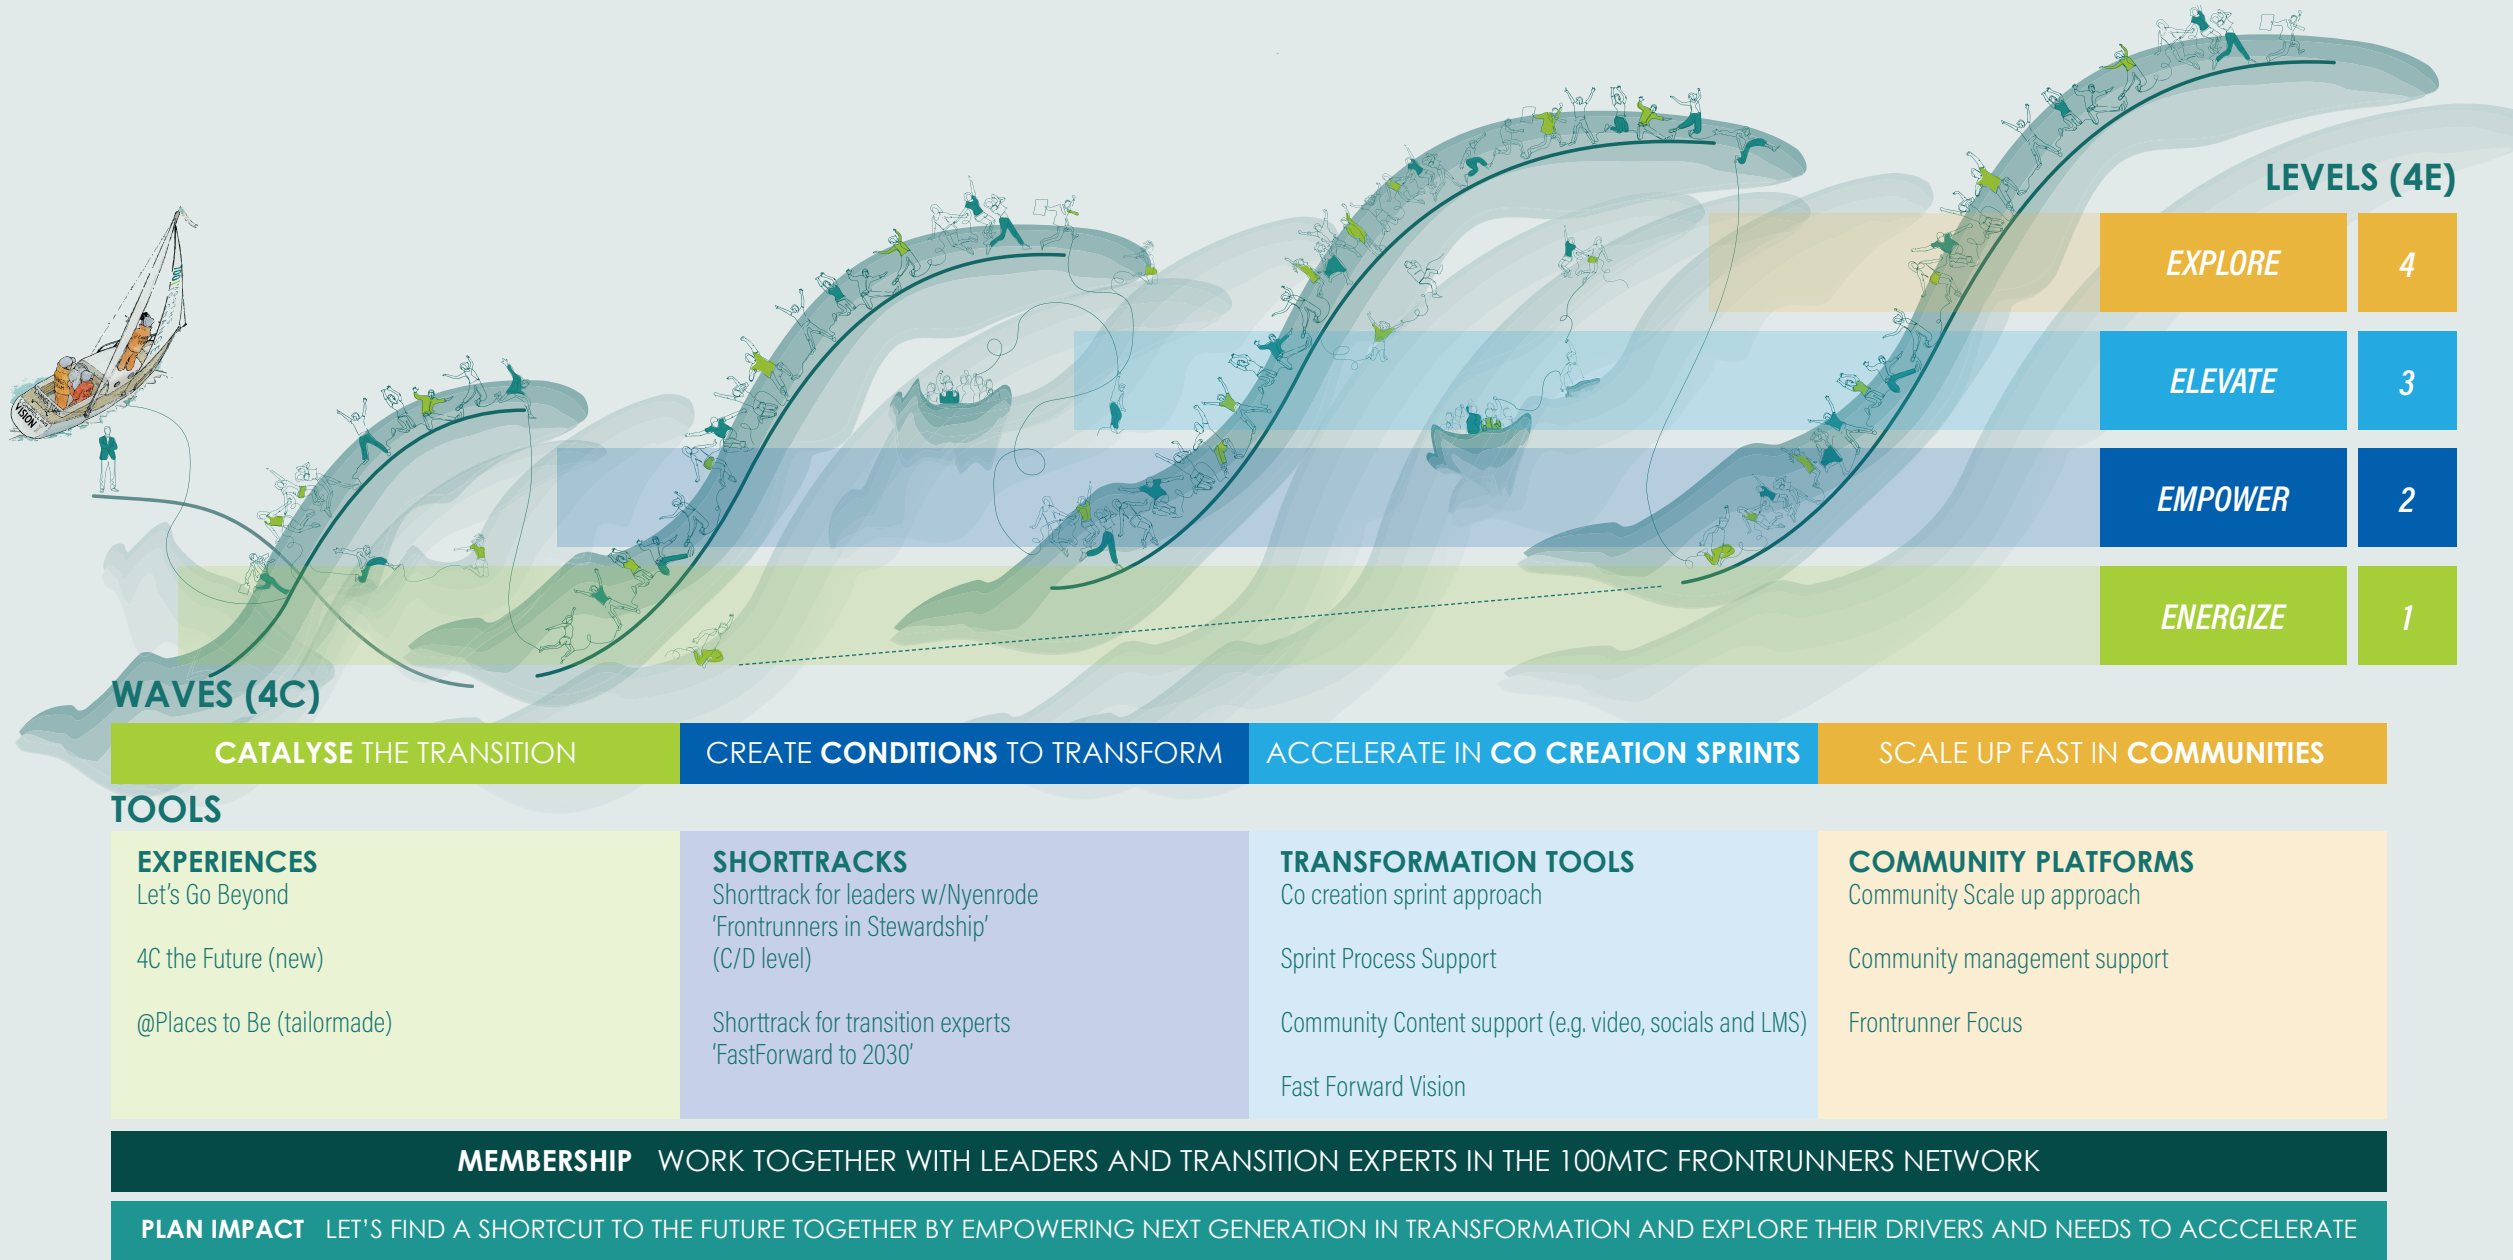 LEVELS (4E)
EXPLORE 4
ELEVATE 3
EMPOWER 2
ENERGIZE 1
VISION
WAVES (4C)
CATALYSE THE TRANSITION
CREATE CONDITIONS TO TRANSFORM
ACCELERATE IN CO CREATION SPRINTS
SCALE UP FAST IN COMMUNITIES
TOOLS
EXPERIENCES
Let's Go Beyond
4C the Future (new)
@Places to Be (tailormade)
SHORTTRACKS
Shorttrack for leaders w/Nyenrode
'Frontrunners in Stewardship'
(C/D level)
Shorttrack for transition experts
'FastForward to 2030'
TRANSFORMATION TOOLS
Co creation sprint approach
Sprint Process Support
Community Content support (e.g. video, socials and LMS)
Fast Forward Vision
COMMUNITY PLATFORMS
Community Scale up approach
Community management support
Frontrunner Focus
MEMBERSHIP WORK TOGETHER WITH LEADERS AND TRANSITION EXPERTS IN THE 100MTC FRONTRUNNERS NETWORK
PLAN IMPACT LET'S FIND A SHORTCUT TO THE FUTURE TOGETHER BY EMPOWERING NEXT GENERATION IN TRANSFORMATION AND EXPLORE THEIR DRIVERS AND NEEDS TO ACCCELERATE